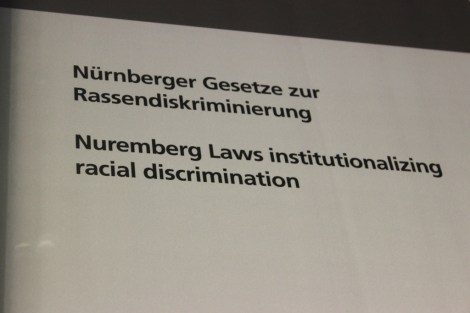 Nürnberger Gesetze zur
Rassendiskriminierung
Nuremberg Laws institutionalizing
racial discrimination